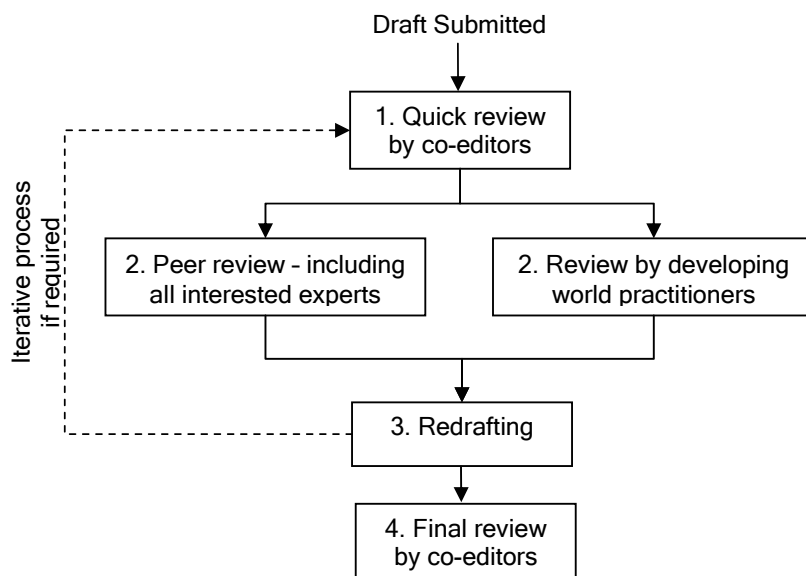 Draft Submitted
1. Quick review
by co-editors
Iterative process
if required
2. Peer review - including
all interested experts
2. Review by developing
world practitioners
3. Redrafting
4. Final review
by co-editors